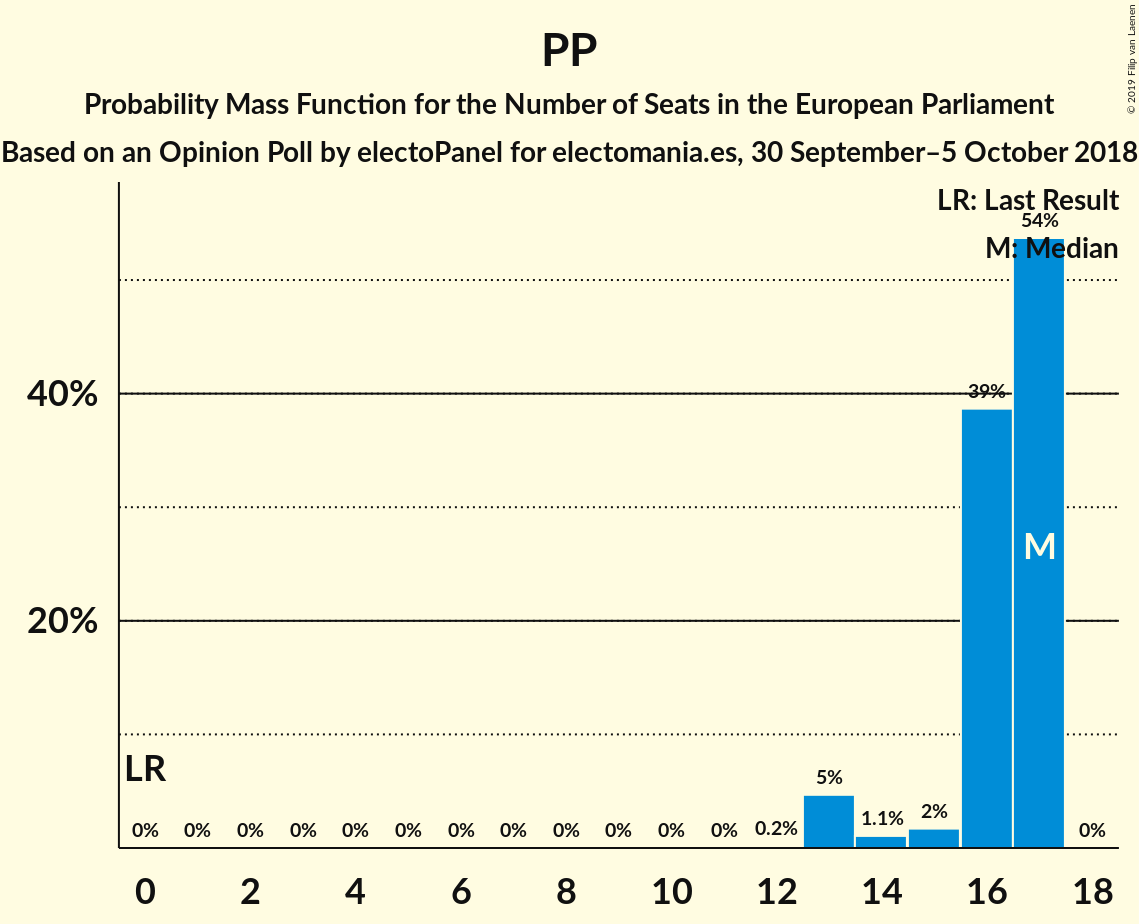 PP
Probability Mass Function for the Number of Seats in the European Parliament
Based on an Opinion Poll by electoPanel for electomania.es, 30 September–5 October 2018
© 2019 Filip van Laenen
LR: Last Result
M: Median
54%
40%
39%
M
20%
LR
5%
0% 0% 0% 0% 0% 0% 0% 0% 0% 0% 0% 0% 0.2% 1.1% 2% 0%
0 2 4 6 8 10 12 14 16 18